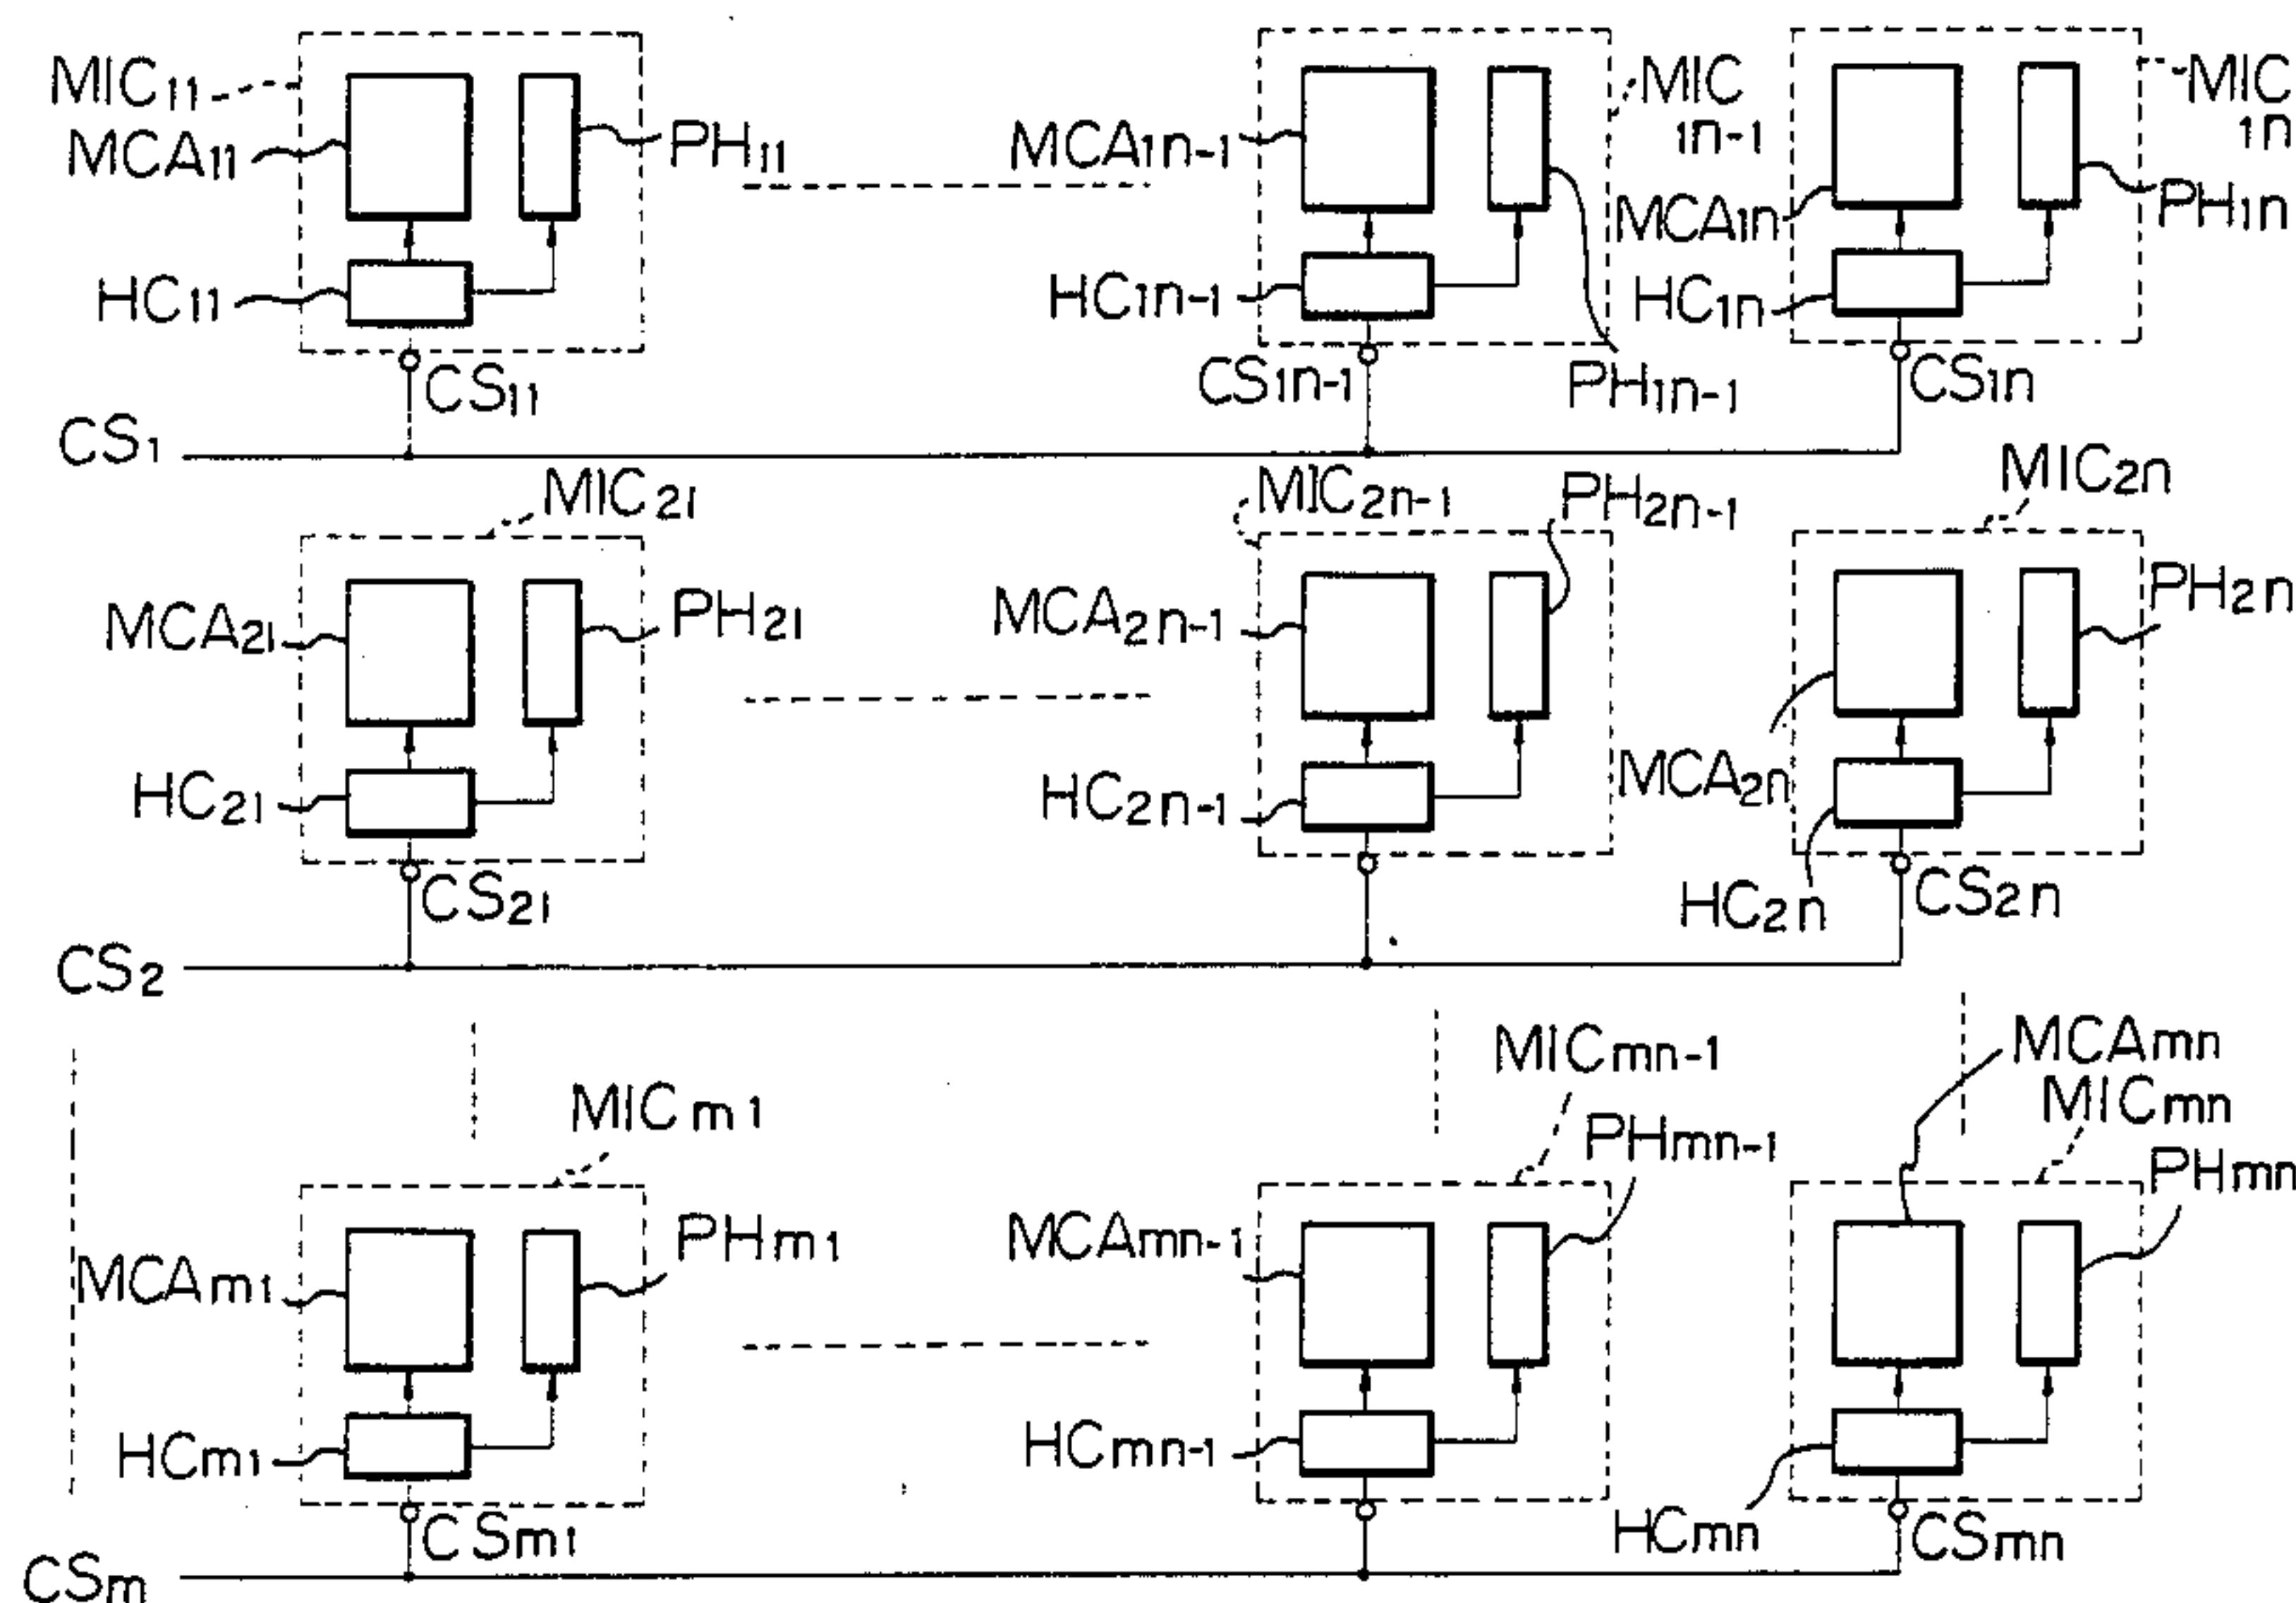 MIC11
MCA11
PH11
HC11
CS11
MCA1n-1
MIC
1n-1
HC1n-1
CS1n-1
PH1n-1
MIC
1n
MCA1n
PH1n
HC1n
CS1n
CS1
MIC21
MCA21
PH21
HC21
CS21
MIC2n-1
PH2n-1
MCA2n-1
HC2n-1
MIC2n
PH2n
MCA2n
HC2n
CS2n
CS2
MICm1
MCAm1
PHm1
HCm1
CSm1
MICmn-1
PHmn-1
MCAmn-1
HCmn-1
MCAmn
MICmn
PHmn
HCmn
CSmn
CSm